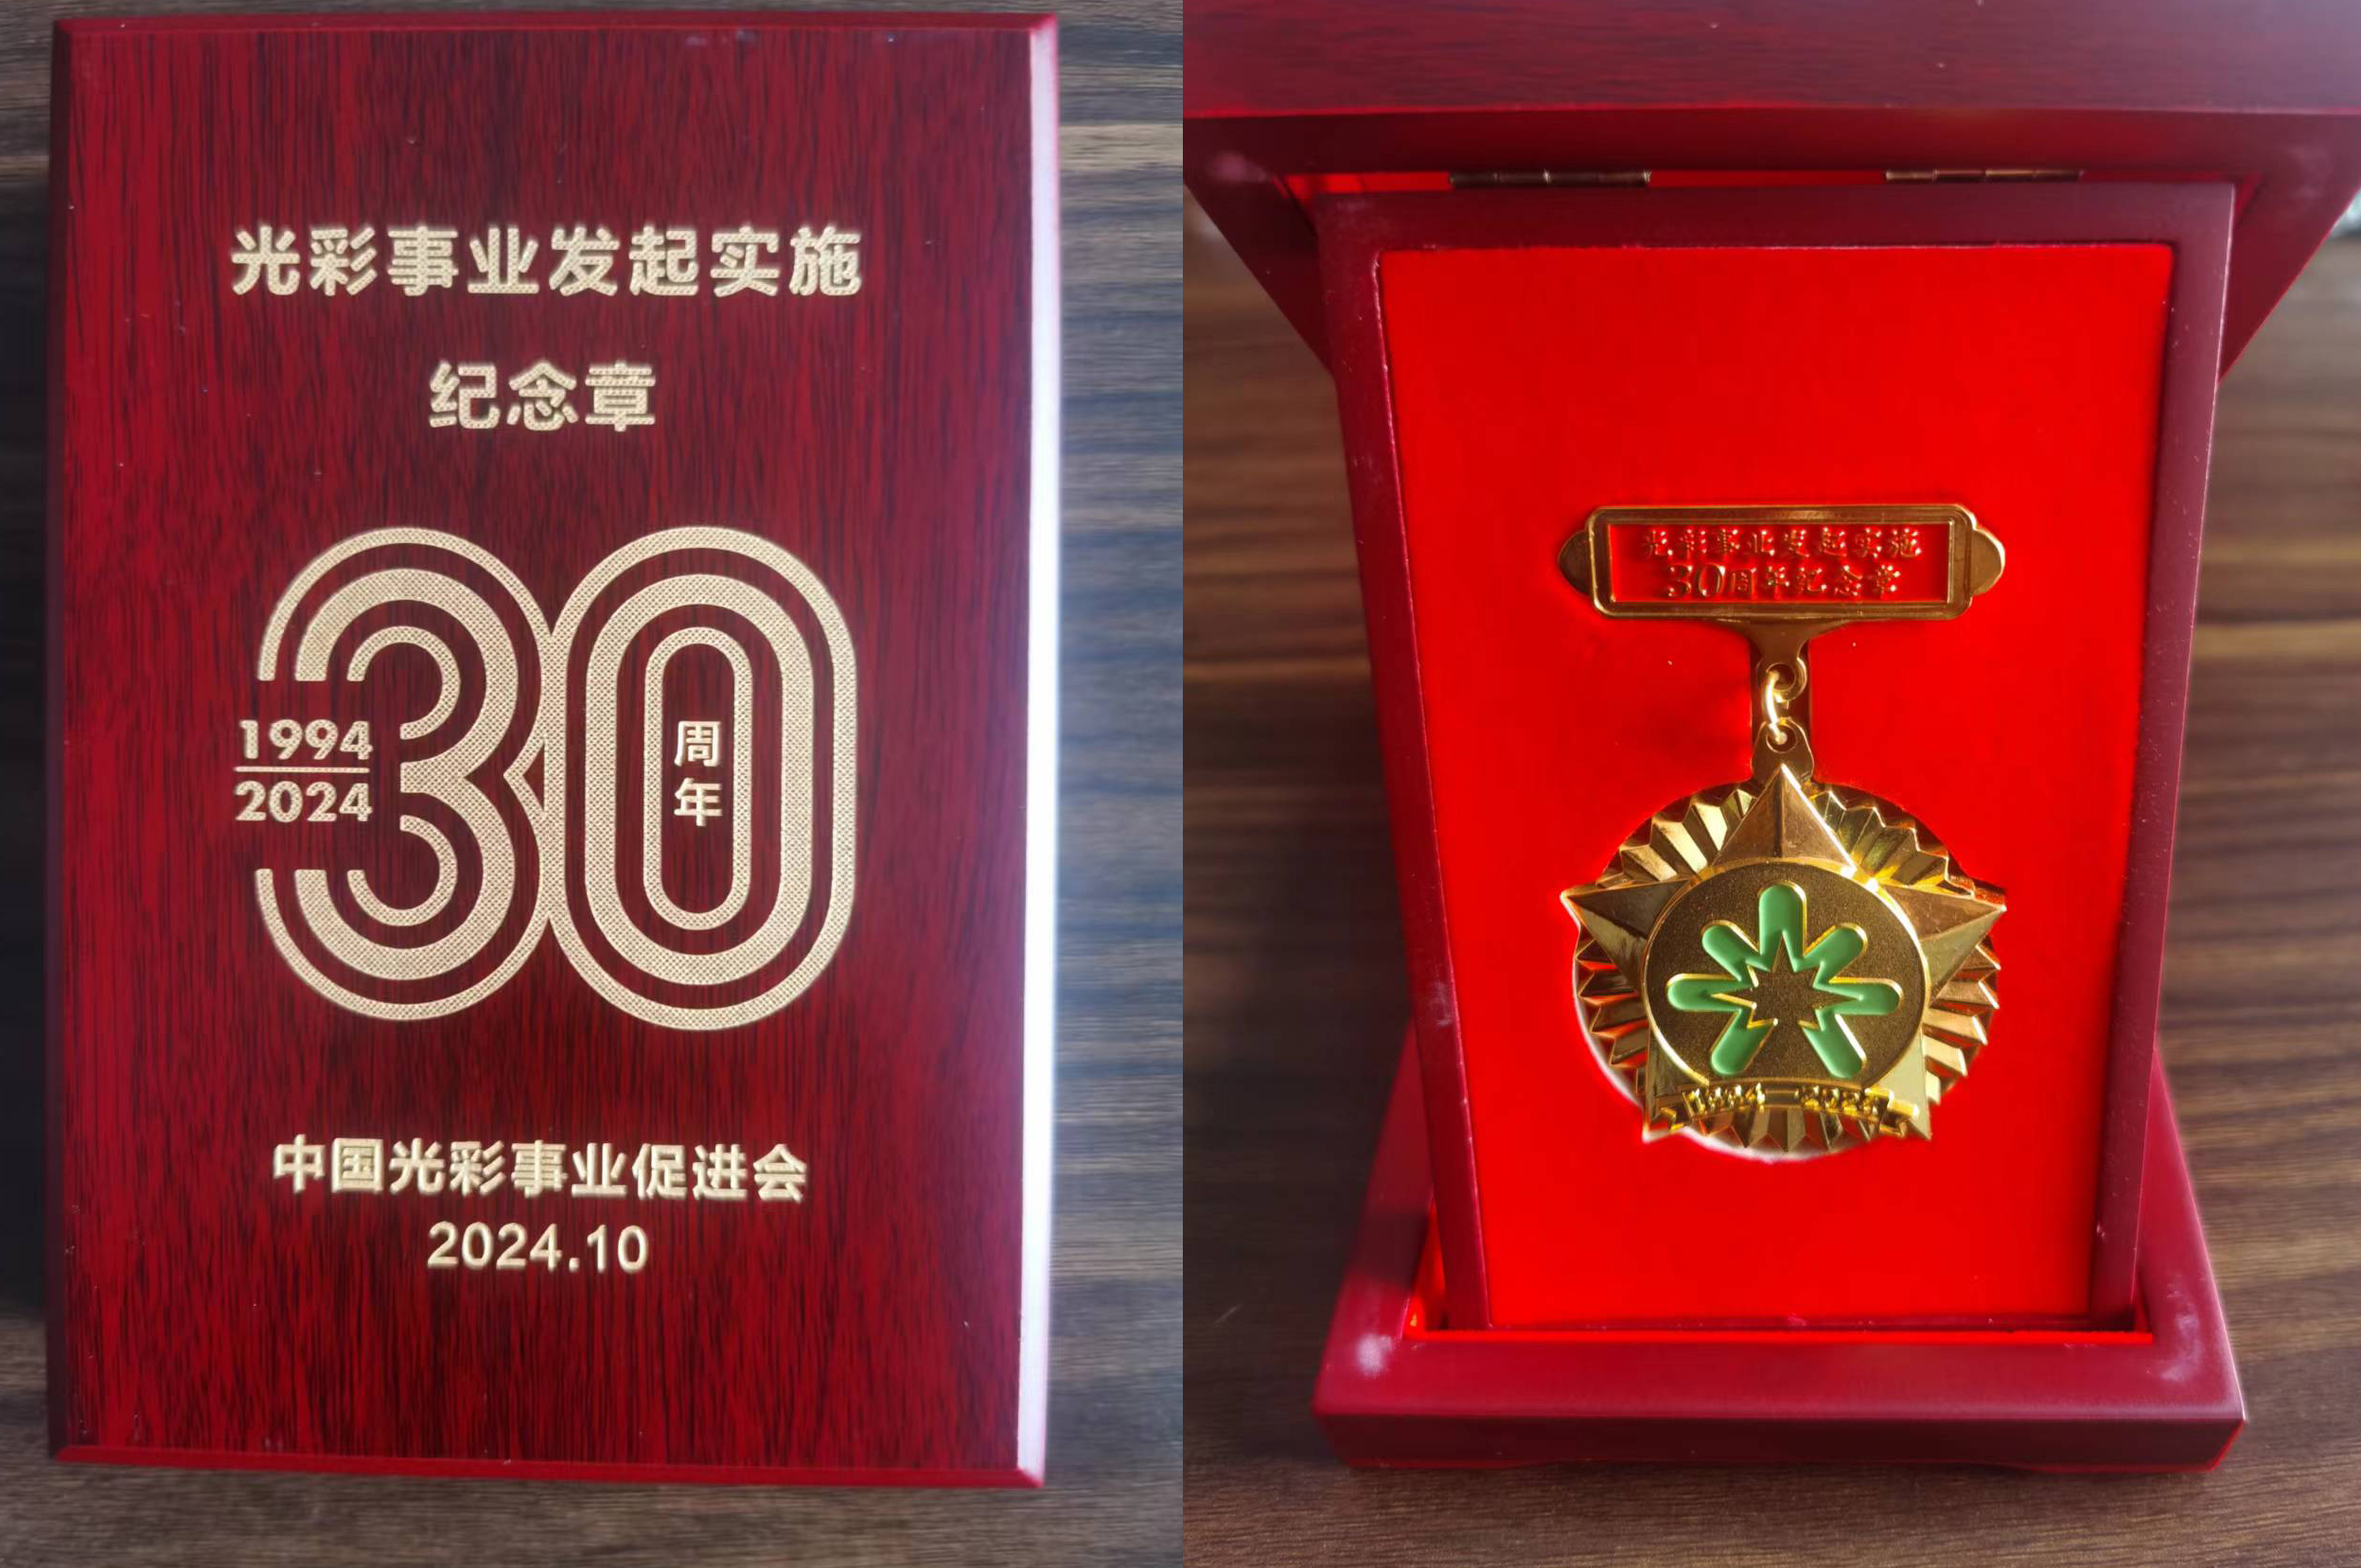 光彩事业发起实施
纪念章
30
1994
2024
周
年
中国光彩事业促进会
2024.10
光彩事业发起实施
30周年纪念章
1994 2024